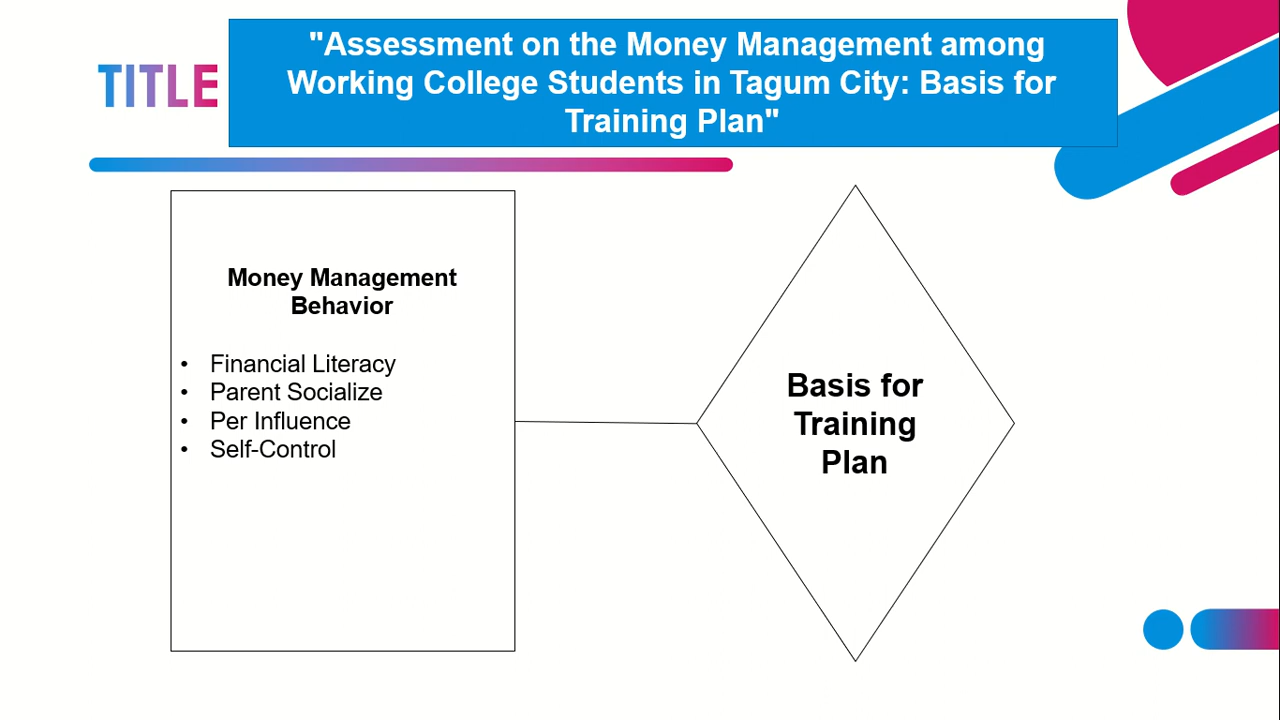 TITLE
"Assessment on the Money Management among
Working College Students in Tagum City: Basis for
Training Plan"
Money Management
Behavior
• Financial Literacy
• Parent Socialize
• Per Influence
• Self-Control
Basis for
Training
Plan